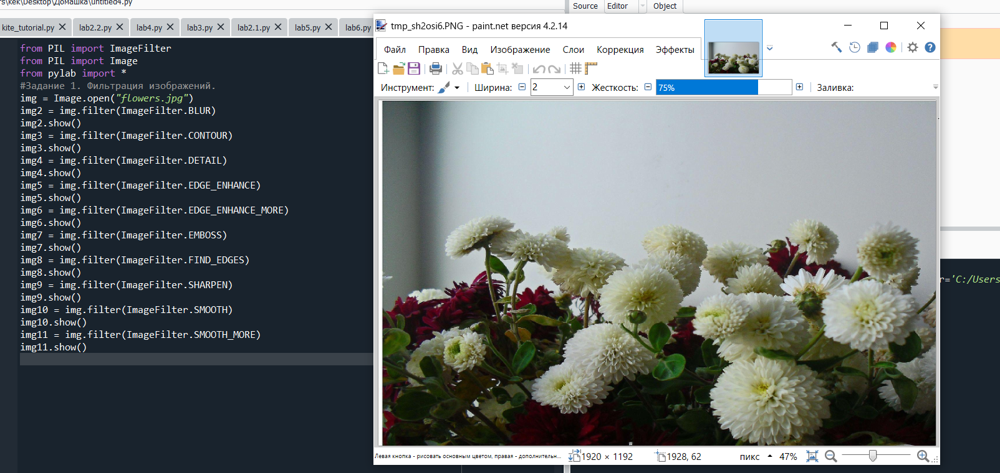 rs\кек\Desktop\Домашка\untitled4.py
kite_tutorial.py lab2.2.py lab4.py lab3.py lab2.1.py lab5.py lab6.py
from PIL import ImageFilter
from PIL import Image
from pylab import *
#Задание 1. Фильтрация изображений.
img = Image.open("flowers.jpg")
img2 = img.filter(ImageFilter.BLUR)
img2.show()
img3 = img.filter(ImageFilter.CONTOUR)
img3.show()
img4 = img.filter(ImageFilter.DETAIL)
img4.show()
img5 = img.filter(ImageFilter.EDGE_ENHANCE)
img5.show()
img6 = img.filter(ImageFilter.EDGE_ENHANCE_MORE)
img6.show()
img7 = img.filter(ImageFilter.EMBOSS)
img7.show()
img8 = img.filter(ImageFilter.FIND_EDGES)
img8.show()
img9 = img.filter(ImageFilter.SHARPEN)
img9.show()
img10 = img.filter(ImageFilter.SMOOTH)
img10.show()
img11 = img.filter(ImageFilter.SMOOTH_MORE)
img11.show()
Source Editor Object
tmp_sh2osi6.PNG - paint.net версия 4.2.14
Файл Правка Вид Изображение Слои Коррекция Эффекты
Инструмент: Ширина: 2 Жесткость: 75% Заливка:
r='C:/Users
Левая кнопка - рисовать основным цветом, правая - дополнительн... 1920 × 1192 1928, 62 пикс 47%